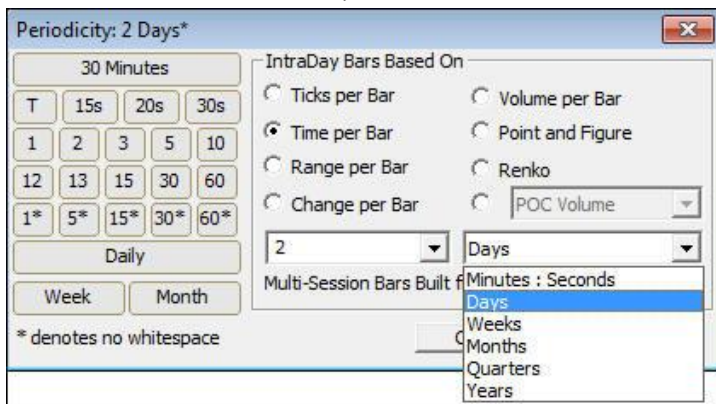 Periodicity: 2 Days*
30 Minutes
T 15s 20s 30s
1 2 3 5 10
12 13 15 30 60
1* 5* 15* 30* 60*
Daily
Week Month
* denotes no whitespace
IntraDay Bars Based On
Ticks per Bar Volume per Bar
Time per Bar Point and Figure
Range per Bar Renko
Change per Bar POC Volume
2 Days
Multi-Session Bars Built
Minutes : Seconds
Days
Weeks
Months
Quarters
Years